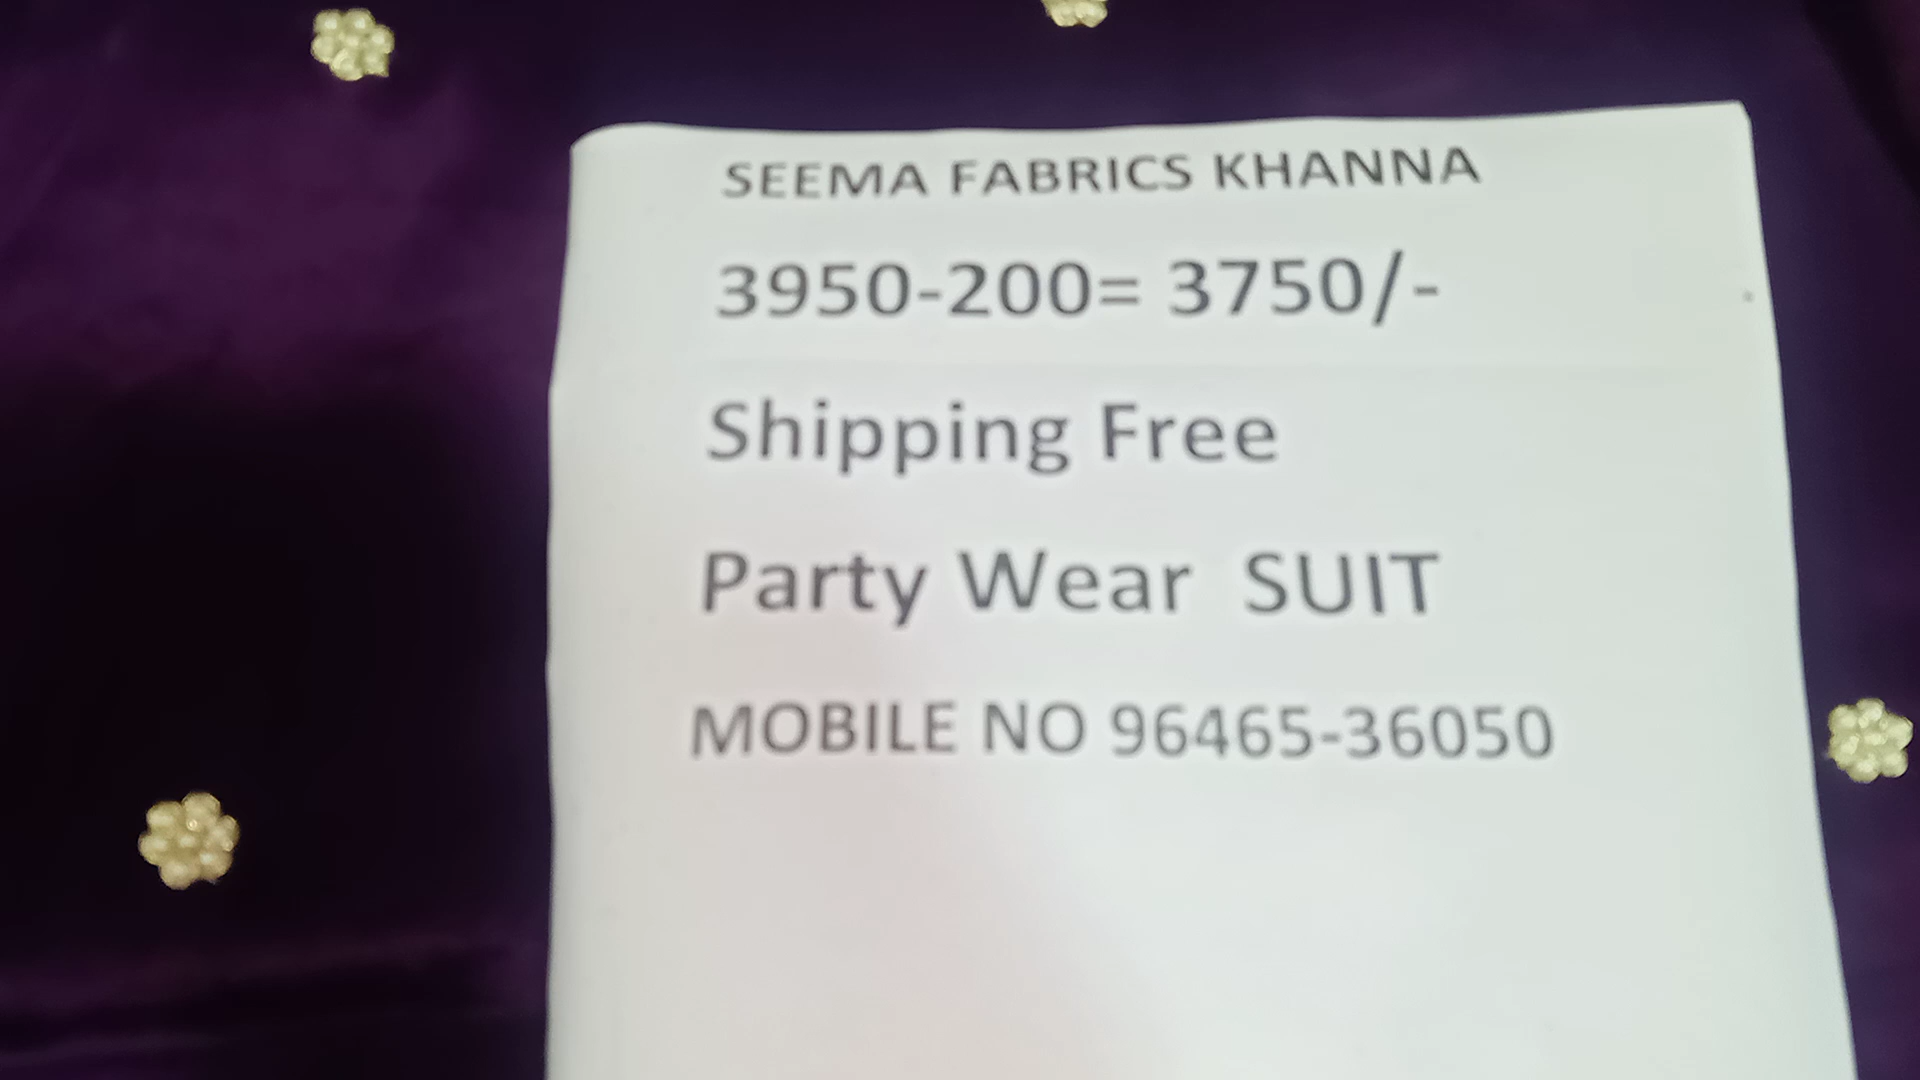 SEEMA FABRICS KHANNA
3950-200= 3750/-
Shipping Free
Party Wear SUIT
MOBILE NO 96465-36050